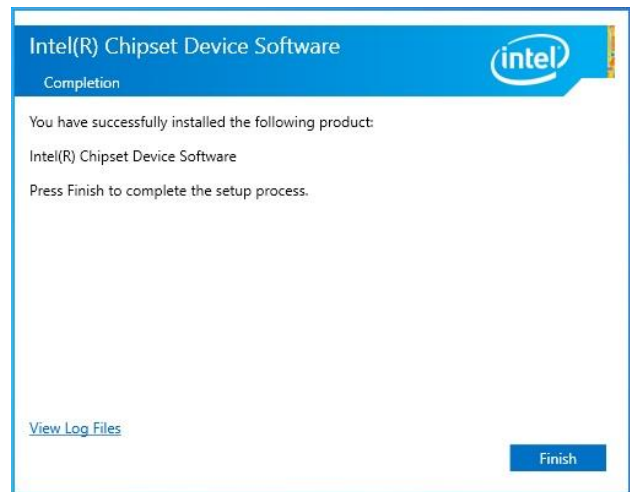 Intel(R) Chipset Device Software
intel
Completion
You have successfully installed the following product:
Intel(R) Chipset Device Software
Press Finish to complete the setup process.
View Log Files
Finish